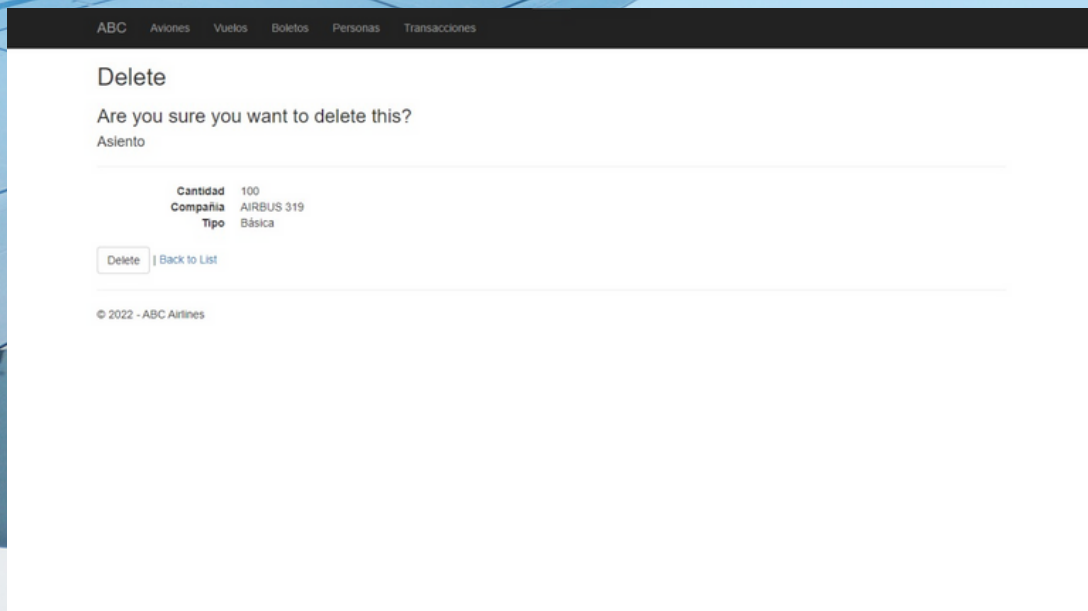 ABC Aviones Vuelos Boletos Personas Transacciones
Delete
Are you sure you want to delete this?
Asiento
Cantidad 100
Compañia AIRBUS 319
Tipo Básica
Delete | Back to List
© 2022 - ABC Airlines